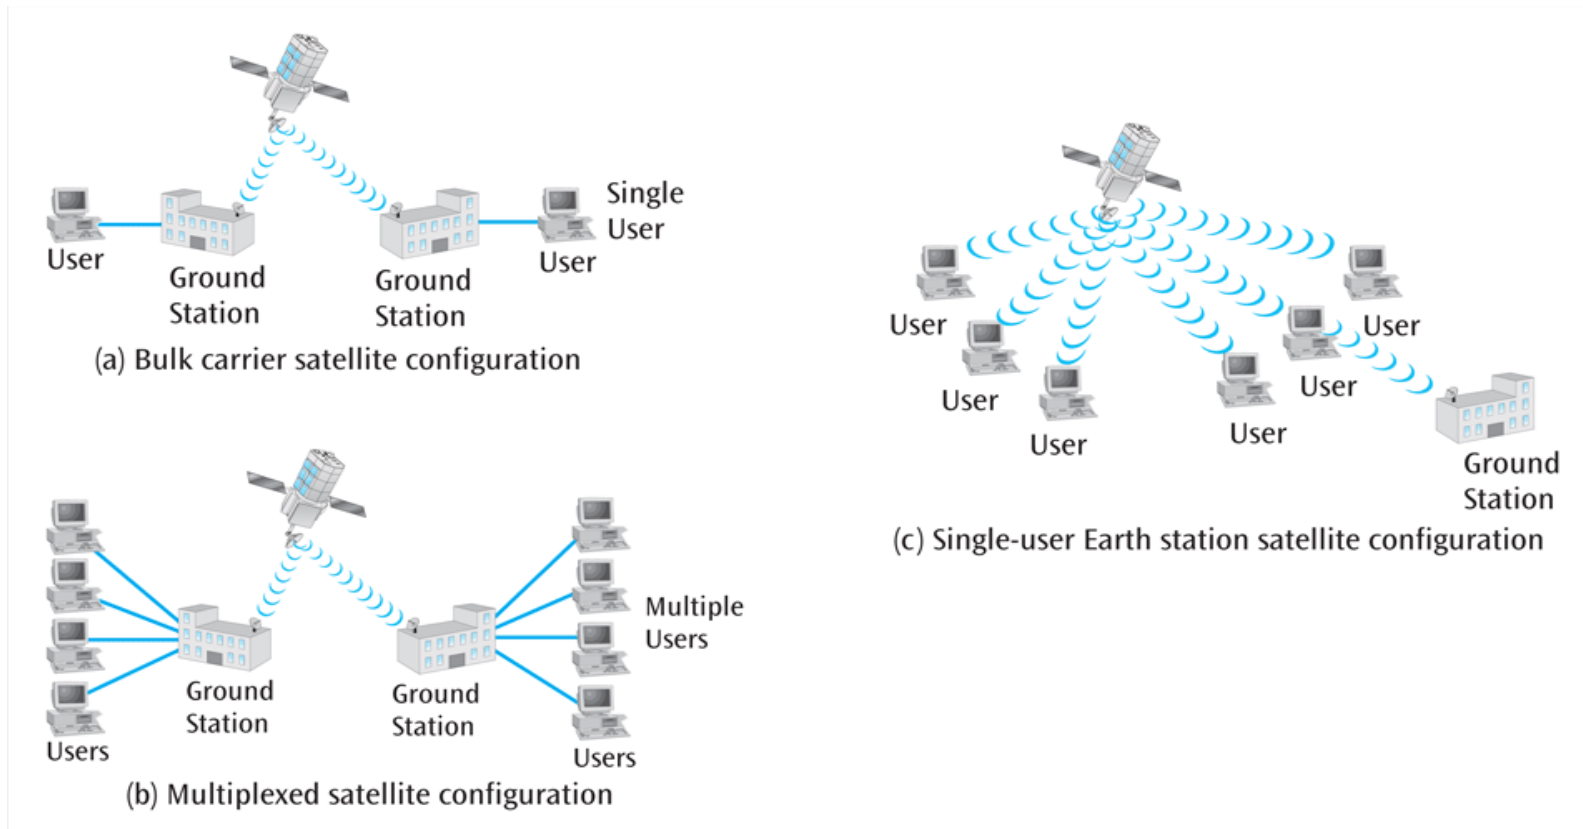 User
Ground
Station
Ground
Station
User
Single
User
(a) Bulk carrier satellite configuration
Users
Ground
Station
Ground
Station
Users
Multiple
Users
(b) Multiplexed satellite configuration
User
User
User
User
User
User
Ground
Station
(c) Single-user Earth station satellite configuration